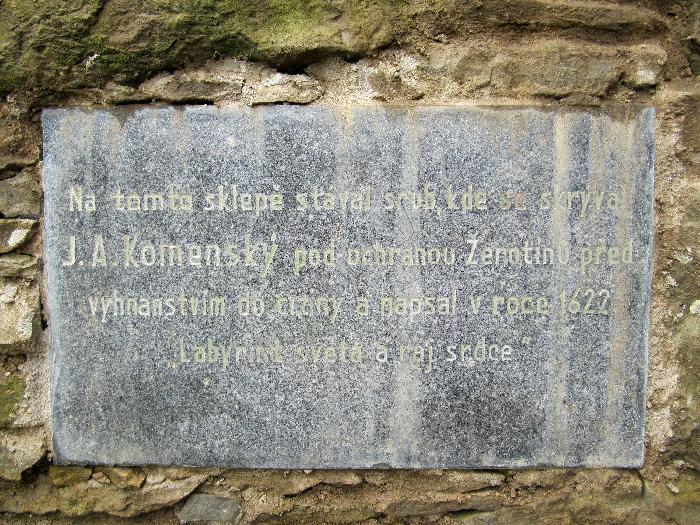 Na tomto sklepě stával srub, kde se skrýval
J. A. Komenský pod ochranou Žerotínů před
vyhnanstvím do ciziny a napsal v roce 1622
„Labyrint světa a raj srdce"